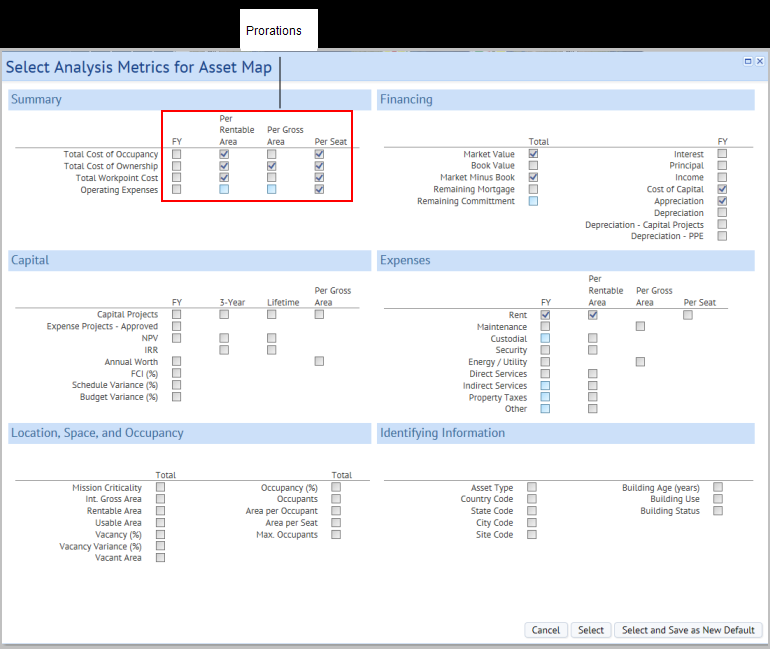 Prorations
Select Analysis Metrics for Asset Map
Summary
FY
Per Rentable Area
Per Gross Area
Per Seat
Total Cost of Occupancy
Total Cost of Ownership
Total Workpoint Cost
Operating Expenses
Financing
Total
FY
Market Value
Book Value
Market Minus Book
Remaining Mortgage
Remaining Committment
Interest
Principal
Income
Cost of Capital
Appreciation
Depreciation
Depreciation - Capital Projects
Depreciation - PPE
Capital
FY
3-Year
Lifetime
Per Gross Area
Capital Projects
Expense Projects - Approved
NPV
IRR
Annual Worth
FCI (%)
Schedule Variance (%)
Budget Variance (%)
Expenses
FY
Per Rentable Area
Per Gross Area
Per Seat
Rent
Maintenance
Custodial
Security
Energy / Utility
Direct Services
Indirect Services
Property Taxes
Other
Location, Space, and Occupancy
Total
Total
Mission Criticality
Int. Gross Area
Rentable Area
Usable Area
Vacancy (%)
Vacancy Variance (%)
Vacant Area
Occupancy (%)
Occupants
Area per Occupant
Area per Seat
Max. Occupants
Identifying Information
Asset Type
Country Code
State Code
City Code
Site Code
Building Age (years)
Building Use
Building Status
Cancel
Select
Select and Save as New Default